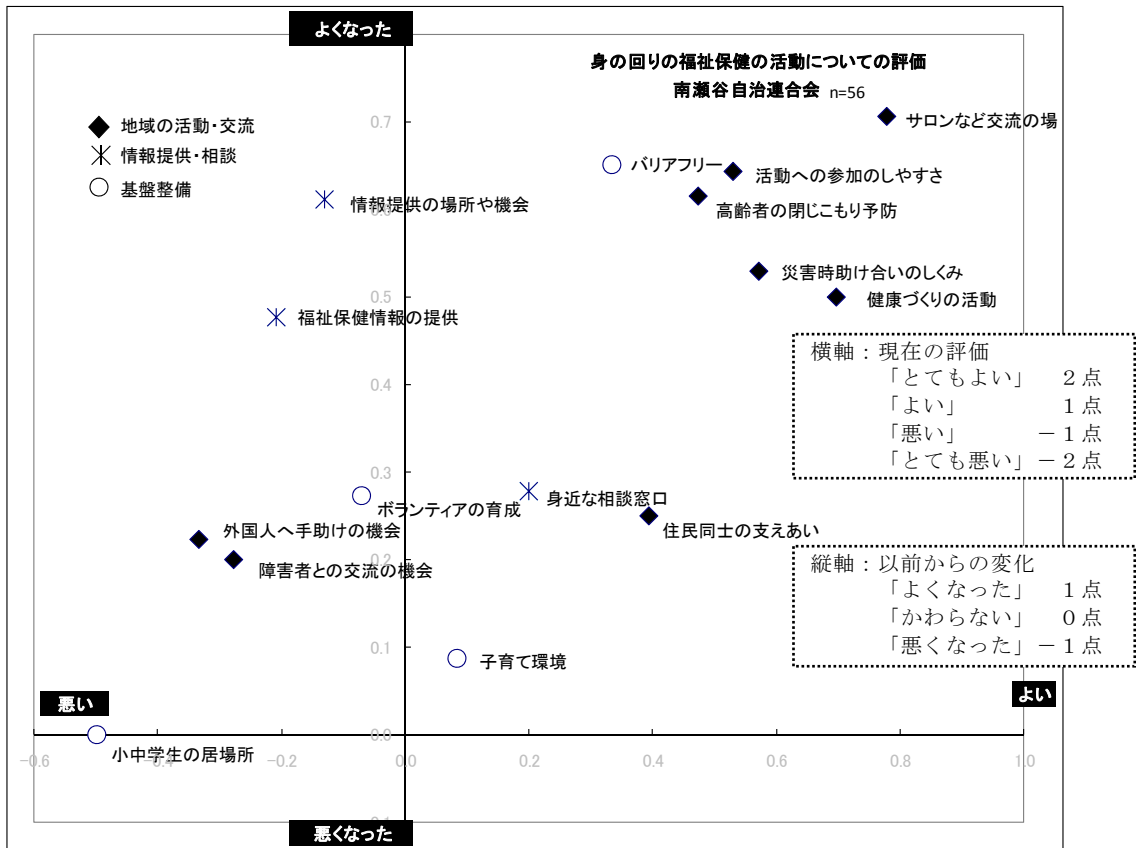 よくなった
身の回りの福祉保健の活動についての評価
南瀬谷自治連合会 n=56
地域の活動・交流
情報提供・相談
基盤整備
0.7
サロンなど交流の場
バリアフリー
活動への参加のしやすさ
高齢者の閉じこもり予防
情報提供の場所や機会
0.6
災害時助け合いのしくみ
健康づくりの活動
0.5
福祉保健情報の提供
横軸：現在の評価
「とてもよい」 2点
「よい」 1点
「悪い」 －1点
「とても悪い」－2点
0.4
0.3
身近な相談窓口
ボランティアの育成
住民同士の支えあい
外国人へ手助けの機会
0.2
障害者との交流の機会
縦軸：以前からの変化
「よくなった」 1点
「かわらない」 0点
「悪くなった」－1点
0.1
子育て環境
悪い
よい
0.0
小中学生の居場所
-0.6 -0.4 -0.2 0.0 0.2 0.4 0.6 0.8 1.0
悪くなった